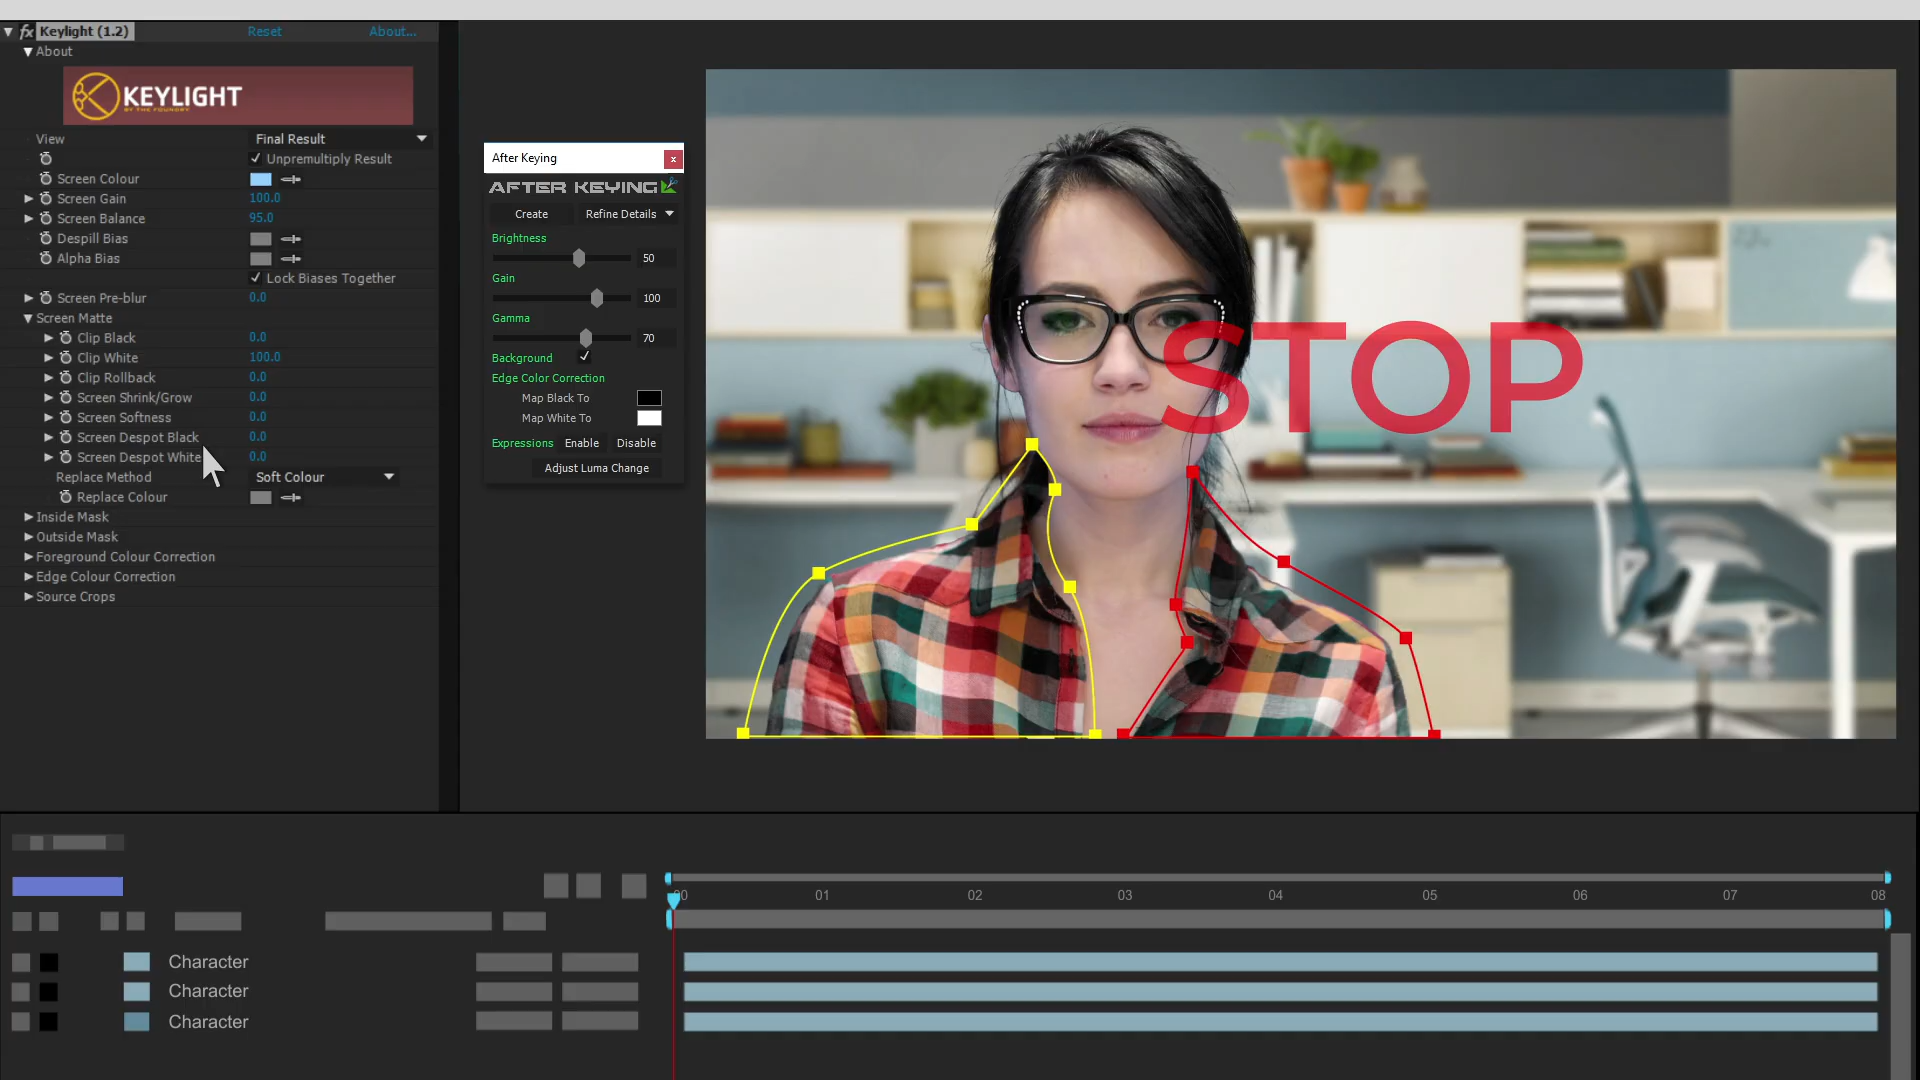 fx Keylight (1.2) Reset About...
About
KEYLIGHT
BY THE FOUNDRY
View Final Result
Unpremultiply Result
Screen Colour
Screen Gain 100.0
Screen Balance 95.0
Despill Bias
Alpha Bias
Lock Biases Together
Screen Pre-blur 0.0
Screen Matte
Clip Black 0.0
Clip White 100.0
Clip Rollback 0.0
Screen Shrink/Grow 0.0
Screen Softness 0.0
Screen Despot Black 0.0
Screen Despot White 0.0
Replace Method Soft Colour
Replace Colour
Inside Mask
Outside Mask
Foreground Colour Correction
Edge Colour Correction
Source Crops
After Keying x
AFTER KEYING
Create Refine Details
Brightness
50
Gain
100
Gamma
70
Background
Edge Color Correction
Map Black To
Map White To
Expressions Enable Disable
Adjust Luma Change
STOP
00 01 02 03 04 05 06 07 08
Character
Character
Character